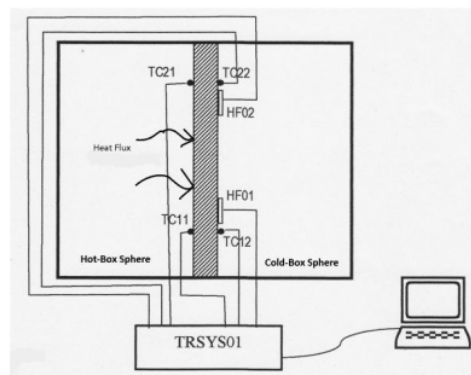 TC21
TC22
HF02
Heat Flux
HF01
TC11
TC12
Hot-Box Sphere
Cold-Box Sphere
TRSYS01